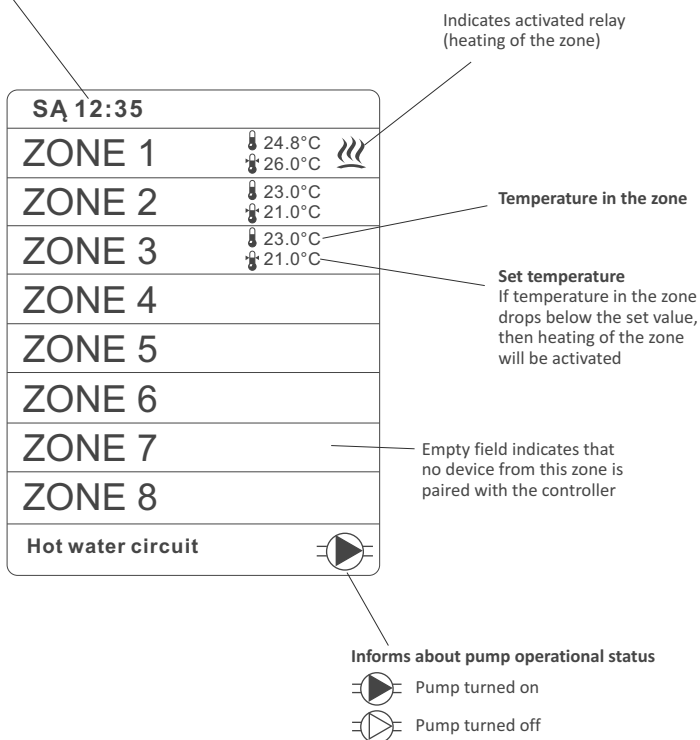 Indicates activated relay
(heating of the zone)
SĄ 12:35
ZONE 1
24.8°C
26.0°C
ZONE 2
23.0°C
21.0°C
ZONE 3
23.0°C
21.0°C
ZONE 4
ZONE 5
ZONE 6
ZONE 7
ZONE 8
Hot water circuit
Temperature in the zone
Set temperature
If temperature in the zone
drops below the set value,
then heating of the zone
will be activated
Empty field indicates that
no device from this zone is
paired with the controller
Informs about pump operational status
Pump turned on
Pump turned off